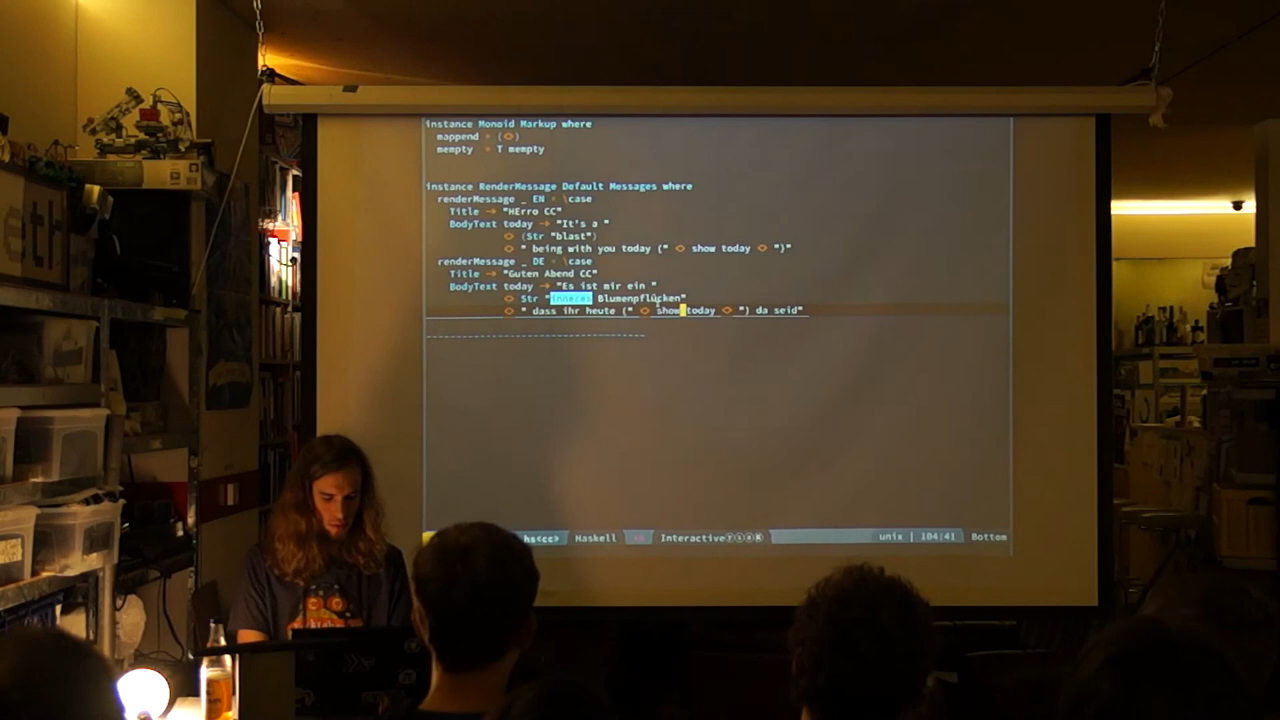 instance Monoid Markup where
mappend = (<>)
mempty = T mempty
instance RenderMessage Default Messages where
renderMessage _ EN = \case
Title -> "HErro CC"
BodyText today -> "It's a "
<> (Str "blast")
<> " being with you today (" <> show today <> ")"
renderMessage _ DE = \case
Title -> "Guten Abend CC"
BodyText today -> "Es ist mir ein "
<> Str "inneres Blumenpflücken"
<> " dass ihr heute (" <> show today <> ") da seid"
--------------------------------------
hs<cc> Haskell Interactive unix | 104:41 Bottom
eth